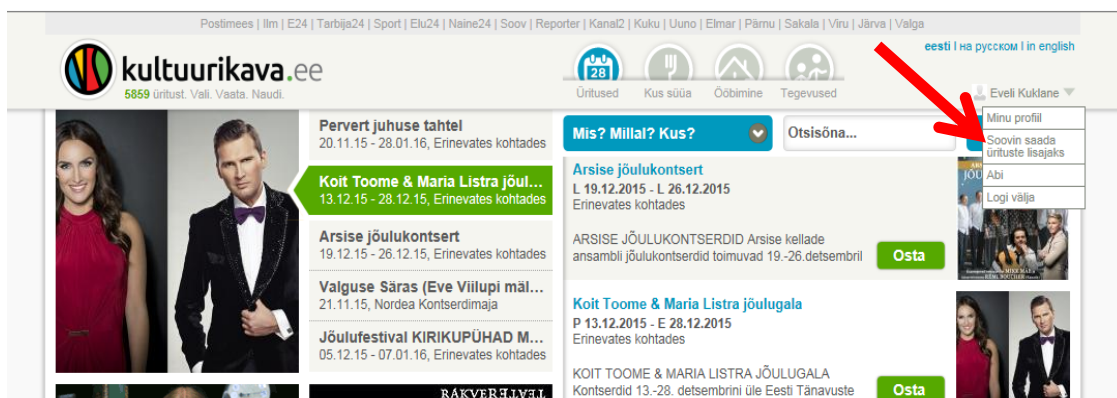 Postimees | Ilm | E24 | Tarbija24 | Sport | Elu24 | Naine24 | Soov | Reporter | Kanal2 | Kuku | Uuno | Elmar | Pärnu | Sakala | Viru | Järva | Valga
eesti I на русском I in english
kultuurikava.ee
5859 üritust. Vali. Vaata. Naudi.
28
Üritused Kus süüa Ööbimine Tegevused
Eveli Kuklane
Minu profiil
Soovin saada
ürituste lisajaks
Abi
Logi välja
Pervert juhuse tahtel
20.11.15 - 28.01.16, Erinevates kohtades
Koit Toome & Maria Listra jõul...
13.12.15 - 28.12.15, Erinevates kohtades
Arsise jõulukontsert
19.12.15 - 26.12.15, Erinevates kohtades
Valguse Säras (Eve Viilupi mäl...
21.11.15, Nordea Kontserdimaja
Jõulufestival KIRIKUPÜHAD M...
05.12.15 - 07.01.16, Erinevates kohtades
Mis? Millal? Kus?
Otsisõna...
Arsise jõulukontsert
L 19.12.2015 - L 26.12.2015
Erinevates kohtades
ARSISE JÕULUKONTSERDID Arsise kellade
ansambli jõulukontserdid toimuvad 19.-26.detsembril
Osta
Koit Toome & Maria Listra jõulugala
P 13.12.2015 - E 28.12.2015
Erinevates kohtades
KOIT TOOME & MARIA LISTRA JÕULUGALA
Kontserdid 13.-28. detsembrini üle Eesti Tänavuste
Osta